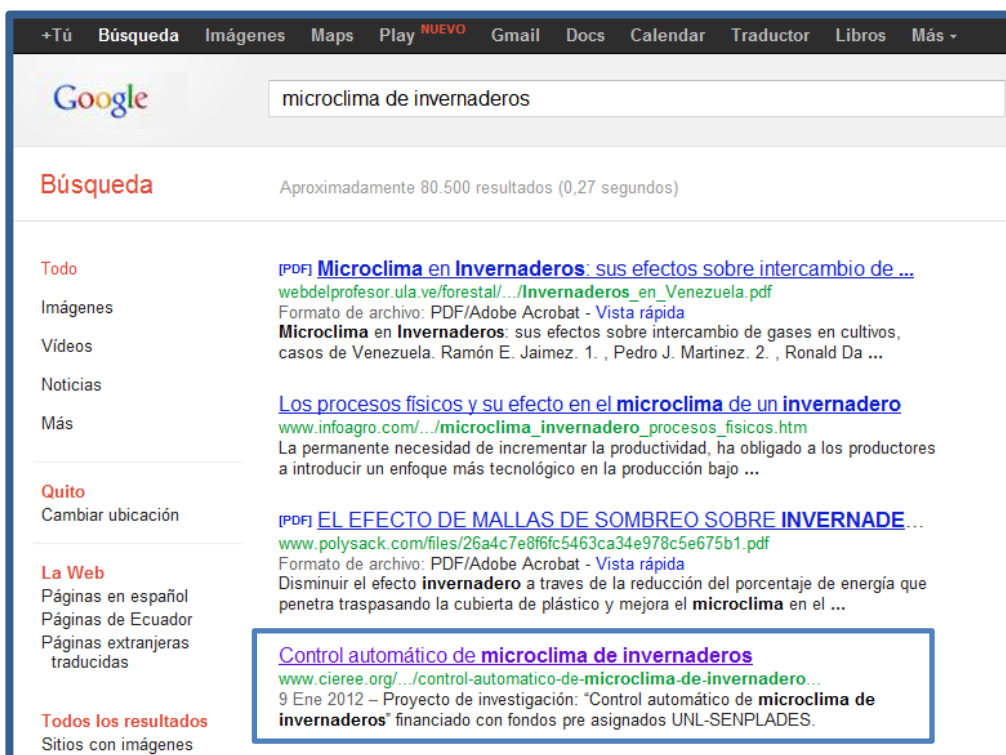 +Tú Búsqueda Imágenes Maps Play NUEVO Gmail Docs Calendar Traductor Libros Más
Google
microclima de invernaderos
Búsqueda
Aproximadamente 80.500 resultados (0,27 segundos)
Todo
Imágenes
Vídeos
Noticias
Más
Quito
Cambiar ubicación
La Web
Páginas en español
Páginas de Ecuador
Páginas extranjeras
traducidas
Todos los resultados
Sitios con imágenes
[PDF] Microclima en Invernaderos: sus efectos sobre intercambio de ...
webdelprofesor.ula.ve/forestal/.../Invernaderos_en_Venezuela.pdf
Formato de archivo: PDF/Adobe Acrobat - Vista rápida
Microclima en Invernaderos: sus efectos sobre intercambio de gases en cultivos,
casos de Venezuela. Ramón E. Jaimez. 1. , Pedro J. Martinez. 2. , Ronald Da ...
Los procesos físicos y su efecto en el microclima de un invernadero
www.infoagro.com/.../microclima_invernadero_procesos_fisicos.htm
La permanente necesidad de incrementar la productividad, ha obligado a los productores
a introducir un enfoque más tecnológico en la producción bajo ...
[PDF] EL EFECTO DE MALLAS DE SOMBREO SOBRE INVERNADE...
www.polysack.com/files/26a4c7e8f6fc5463ca34e978c5e675b1.pdf
Formato de archivo: PDF/Adobe Acrobat - Vista rápida
Disminuir el efecto invernadero a traves de la reducción del porcentaje de energía que
penetra traspasando la cubierta de plástico y mejora el microclima en el ...
Control automático de microclima de invernaderos
www.cieree.org/.../control-automatico-de-microclima-de-invernadero...
9 Ene 2012 – Proyecto de investigación: “Control automático de microclima de
invernaderos” financiado con fondos pre asignados UNL-SENPLADES.